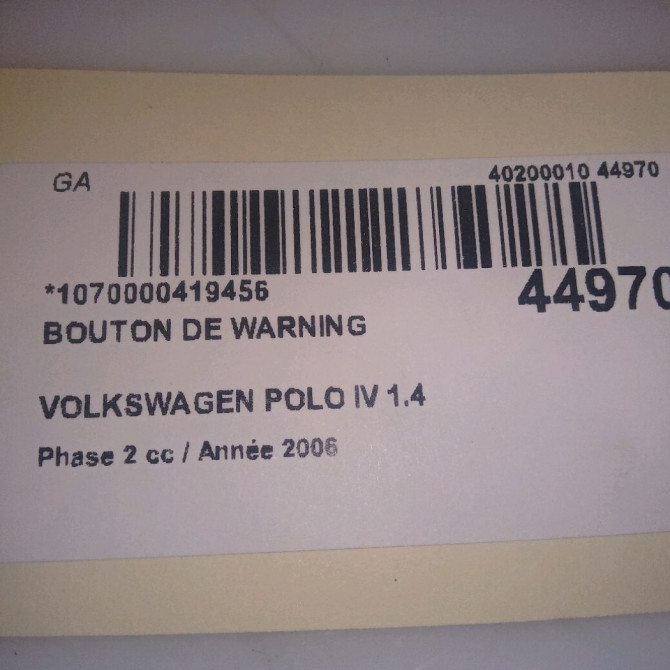 GA
40200010 44970
*1070000419456
44970
BOUTON DE WARNING
VOLKSWAGEN POLO IV 1.4
Phase 2 cc / Année 2006